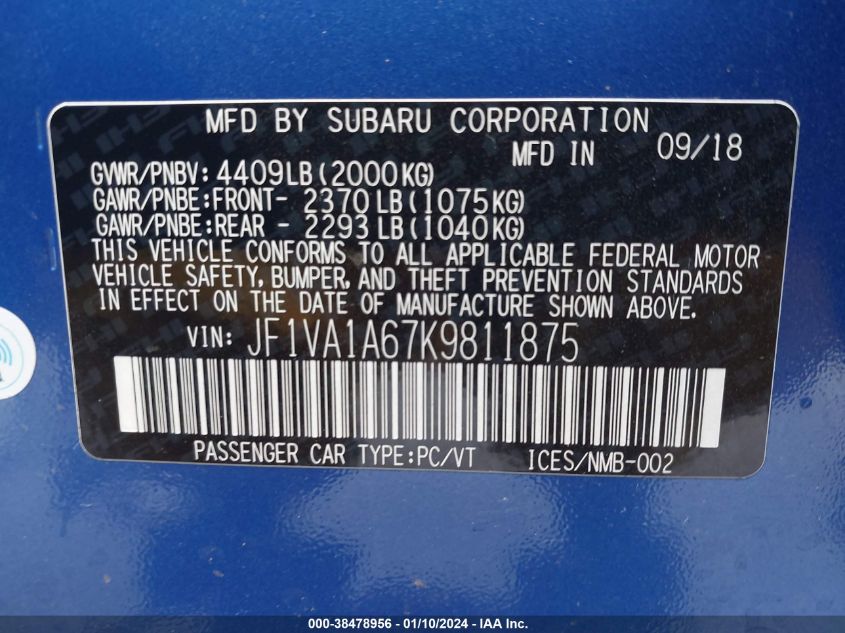 MFD BY SUBARU CORPORATION
MFD IN 09/18
GVWR/PNBV: 4409LB(2000KG)
GAWR/PNBE:FRONT- 2370LB(1075KG)
GAWR/PNBE:REAR - 2293LB(1040KG)
THIS VEHICLE CONFORMS TO ALL APPLICABLE FEDERAL MOTOR
VEHICLE SAFETY, BUMPER, AND THEFT PREVENTION STANDARDS
IN EFFECT ON THE DATE OF MANUFACTURE SHOWN ABOVE.
VIN: JF1VA1A67K9811875
PASSENGER CAR TYPE:PC/VT ICES/NMB-002
000-38478956 - 01/10/2024 - IAA Inc.